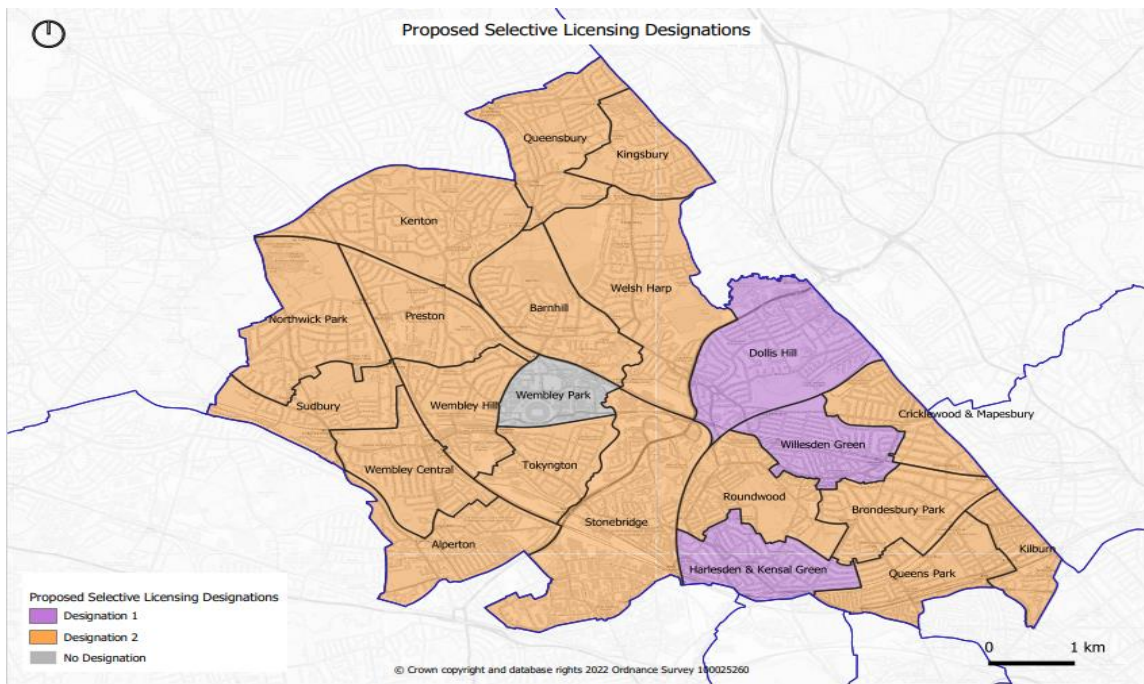 Proposed Selective Licensing Designations
Queensbury
Kingsbury
Kenton
Welsh Harp
Barnhill
Northwick Park
Preston
Dollis Hill
Wembley Park
Sudbury
Wembley Hill
Cricklewood & Mapesbury
Willesden Green
Wembley Central
Tokyngton
Roundwood
Brondesbury Park
Stonebridge
Alperton
Kilburn
Harlesden & Kensal Green
Queens Park
Proposed Selective Licensing Designations
Designation 1
Designation 2
No Designation
0 1 km
© Crown copyright and database rights 2022 Ordnance Survey 100025260